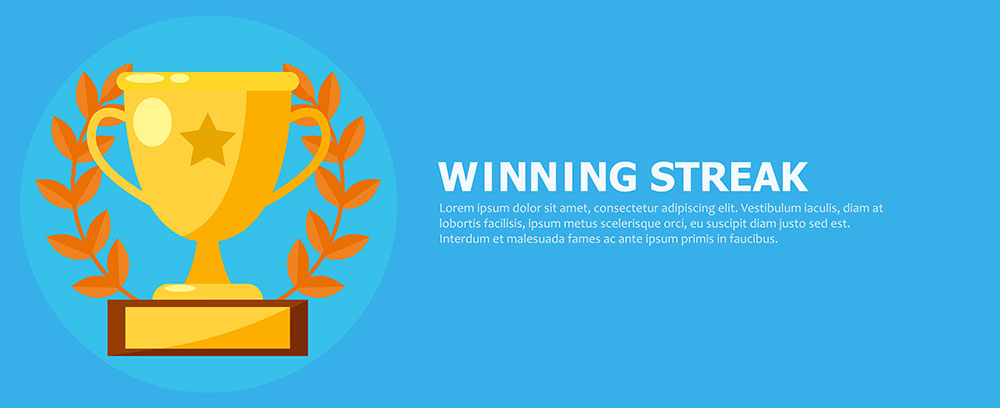 WINNING STREAK
Lorem ipsum dolor sit amet, consectetur adipiscing elit. Vestibulum iaculis, diam at
lobortis facilisis, ipsum metus scelerisque orci, eu suscipit diam justo sed est.
Interdum et malesuada fames ac ante ipsum primis in faucibus.